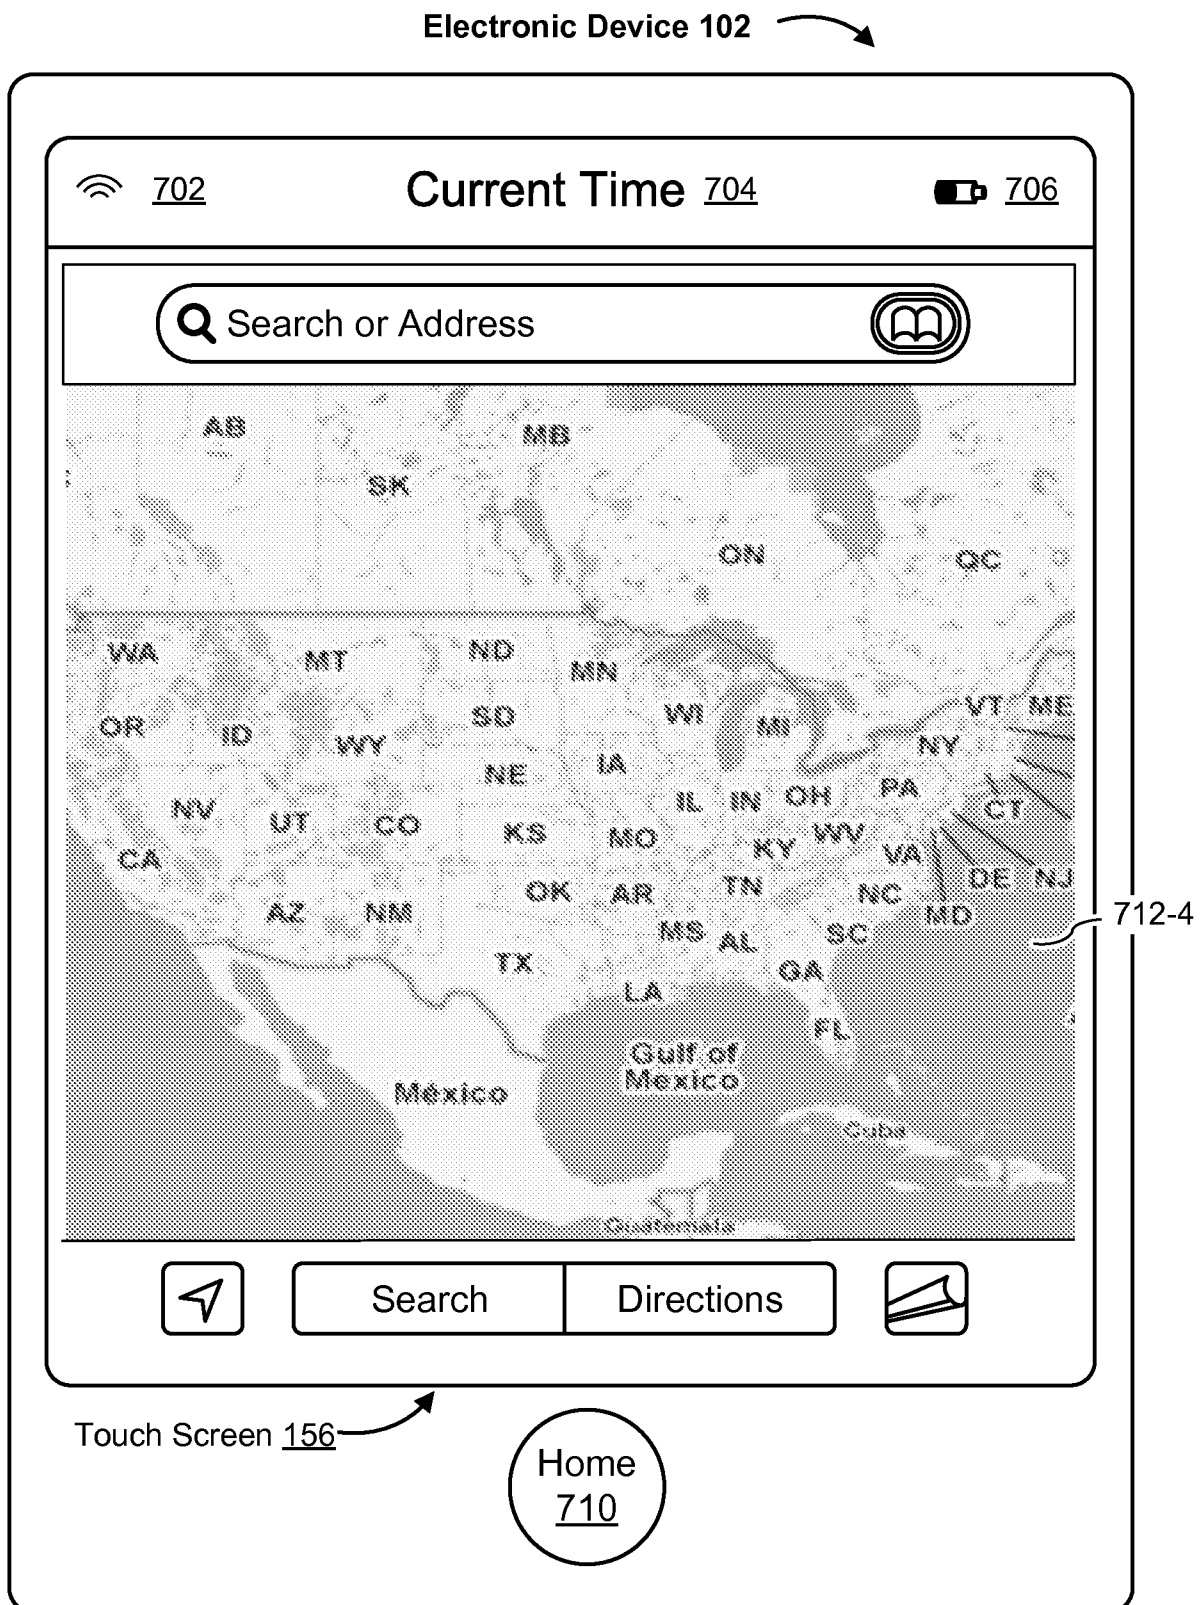 Electronic Device 102
702
Current Time 704
706
Search or Address
AB
MB
SK
ON
QC
WA
MT
ND
MN
OR
ID
WY
SD
WI
MI
VT
ME
NY
NE
IA
NV
UT
CO
IL
IN
OH
PA
CT
CA
KS
MO
KY
WV
VA
OK
AR
TN
NC
DE
NJ
AZ
NM
MD
712-4
MS
AL
SC
TX
GA
LA
FL
Gulf of
Mexico
México
Cuba
Guatemala
Search
Directions
Touch Screen 156
Home
710